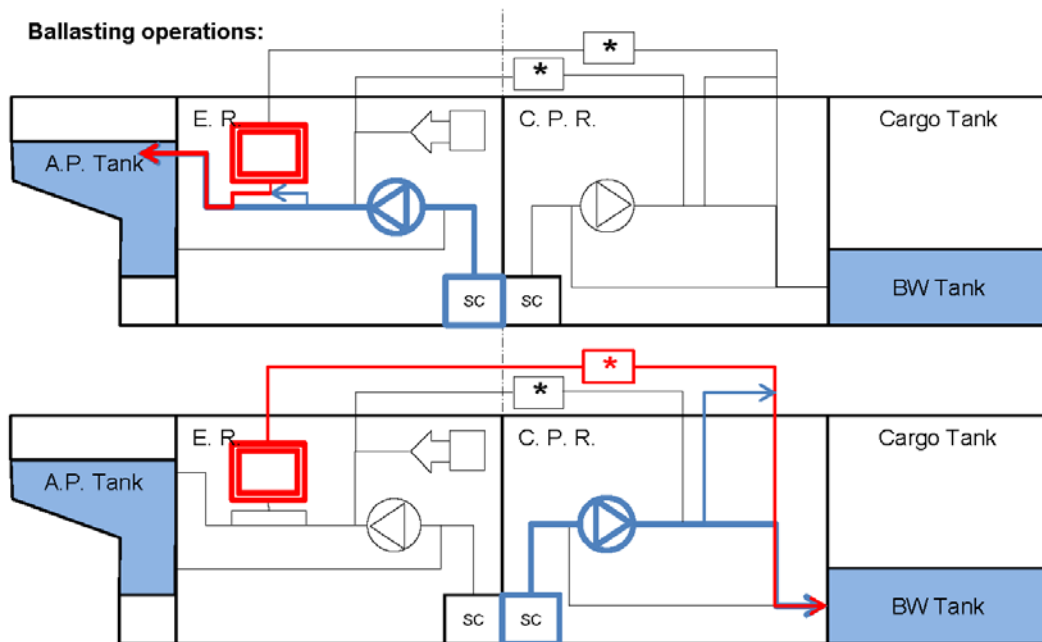 Ballasting operations:
*
*
E. R.
C. P. R.
Cargo Tank
A.P. Tank
sc
sc
BW Tank
*
*
E. R.
C. P. R.
Cargo Tank
A.P. Tank
BW Tank
sc
sc